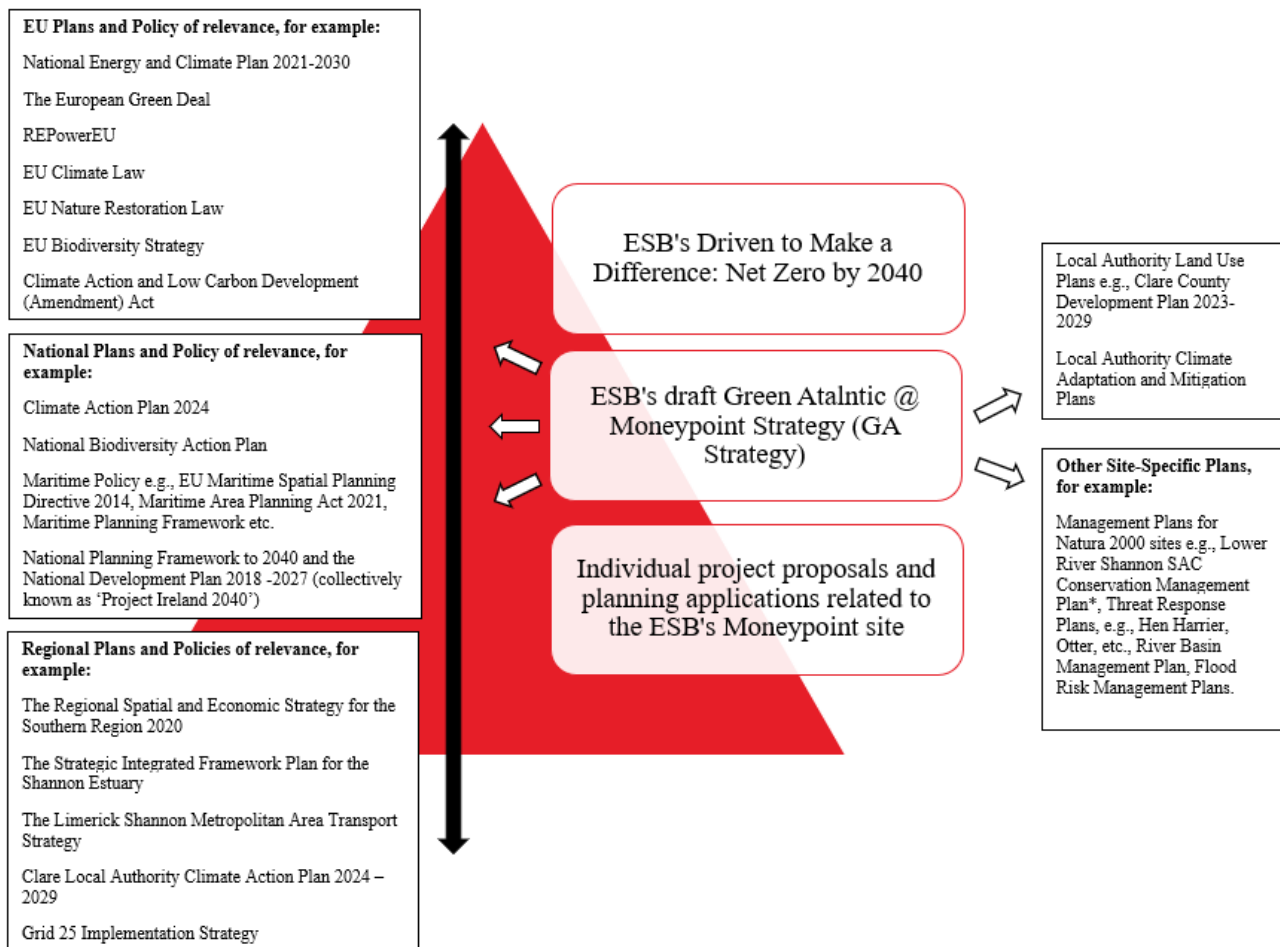 EU Plans and Policy of relevance, for example:
National Energy and Climate Plan 2021-2030
The European Green Deal
REPowerEU
EU Climate Law
EU Nature Restoration Law
EU Biodiversity Strategy
Climate Action and Low Carbon Development
(Amendment) Act
National Plans and Policy of relevance, for
example:
Climate Action Plan 2024
National Biodiversity Action Plan
Maritime Policy e.g., EU Maritime Spatial Planning
Directive 2014, Maritime Area Planning Act 2021,
Maritime Planning Framework etc.
National Planning Framework to 2040 and the
National Development Plan 2018 -2027 (collectively
known as ‘Project Ireland 2040’)
Regional Plans and Policies of relevance, for
example:
The Regional Spatial and Economic Strategy for the
Southern Region 2020
The Strategic Integrated Framework Plan for the
Shannon Estuary
The Limerick Shannon Metropolitan Area Transport
Strategy
Clare Local Authority Climate Action Plan 2024 –
2029
Grid 25 Implementation Strategy
ESB's Driven to Make a
Difference: Net Zero by 2040
ESB's draft Green Atalntic @
Moneypoint Strategy (GA
Strategy)
Individual project proposals and
planning applications related to
the ESB's Moneypoint site
Local Authority Land Use
Plans e.g., Clare County
Development Plan 2023-
2029
Local Authority Climate
Adaptation and Mitigation
Plans
Other Site-Specific Plans,
for example:
Management Plans for
Natura 2000 sites e.g., Lower
River Shannon SAC
Conservation Management
Plan*, Threat Response
Plans, e.g., Hen Harrier,
Otter, etc., River Basin
Management Plan, Flood
Risk Management Plans.